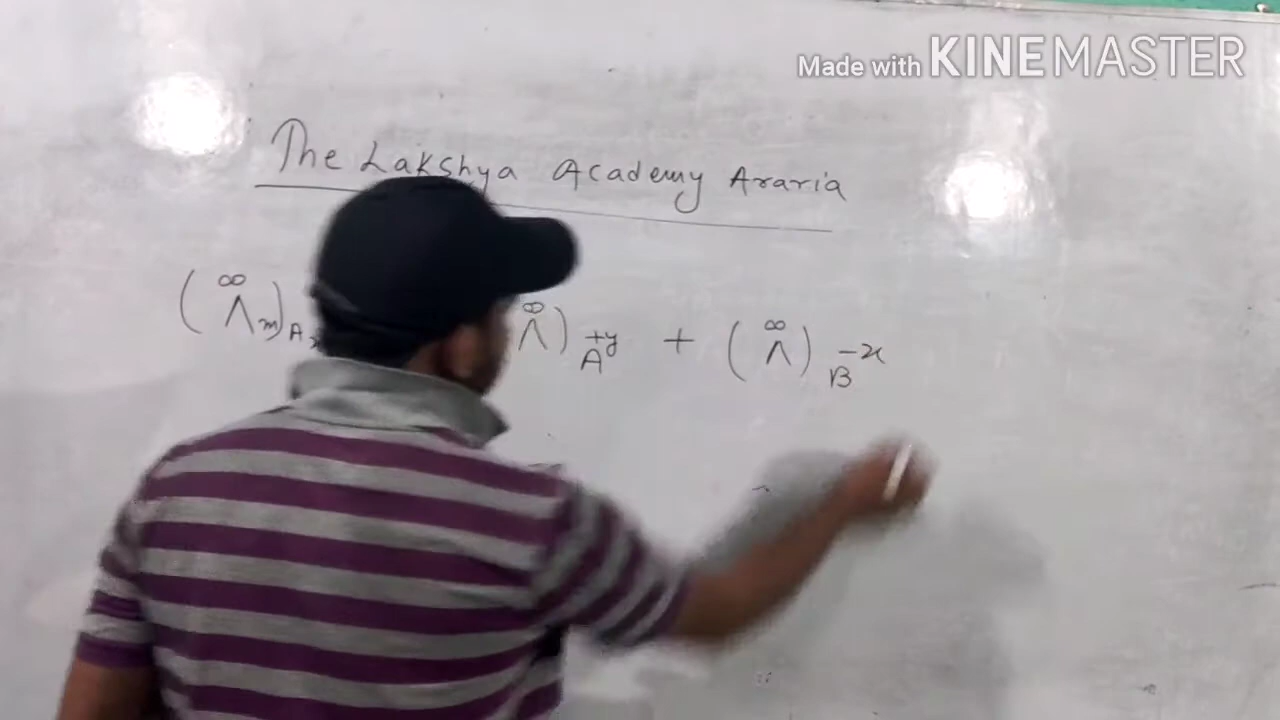 Made with KINEMASTER
The Lakshya Academy Araria
(Λ∞m)A (Λ∞)A+y + (Λ∞)B-x